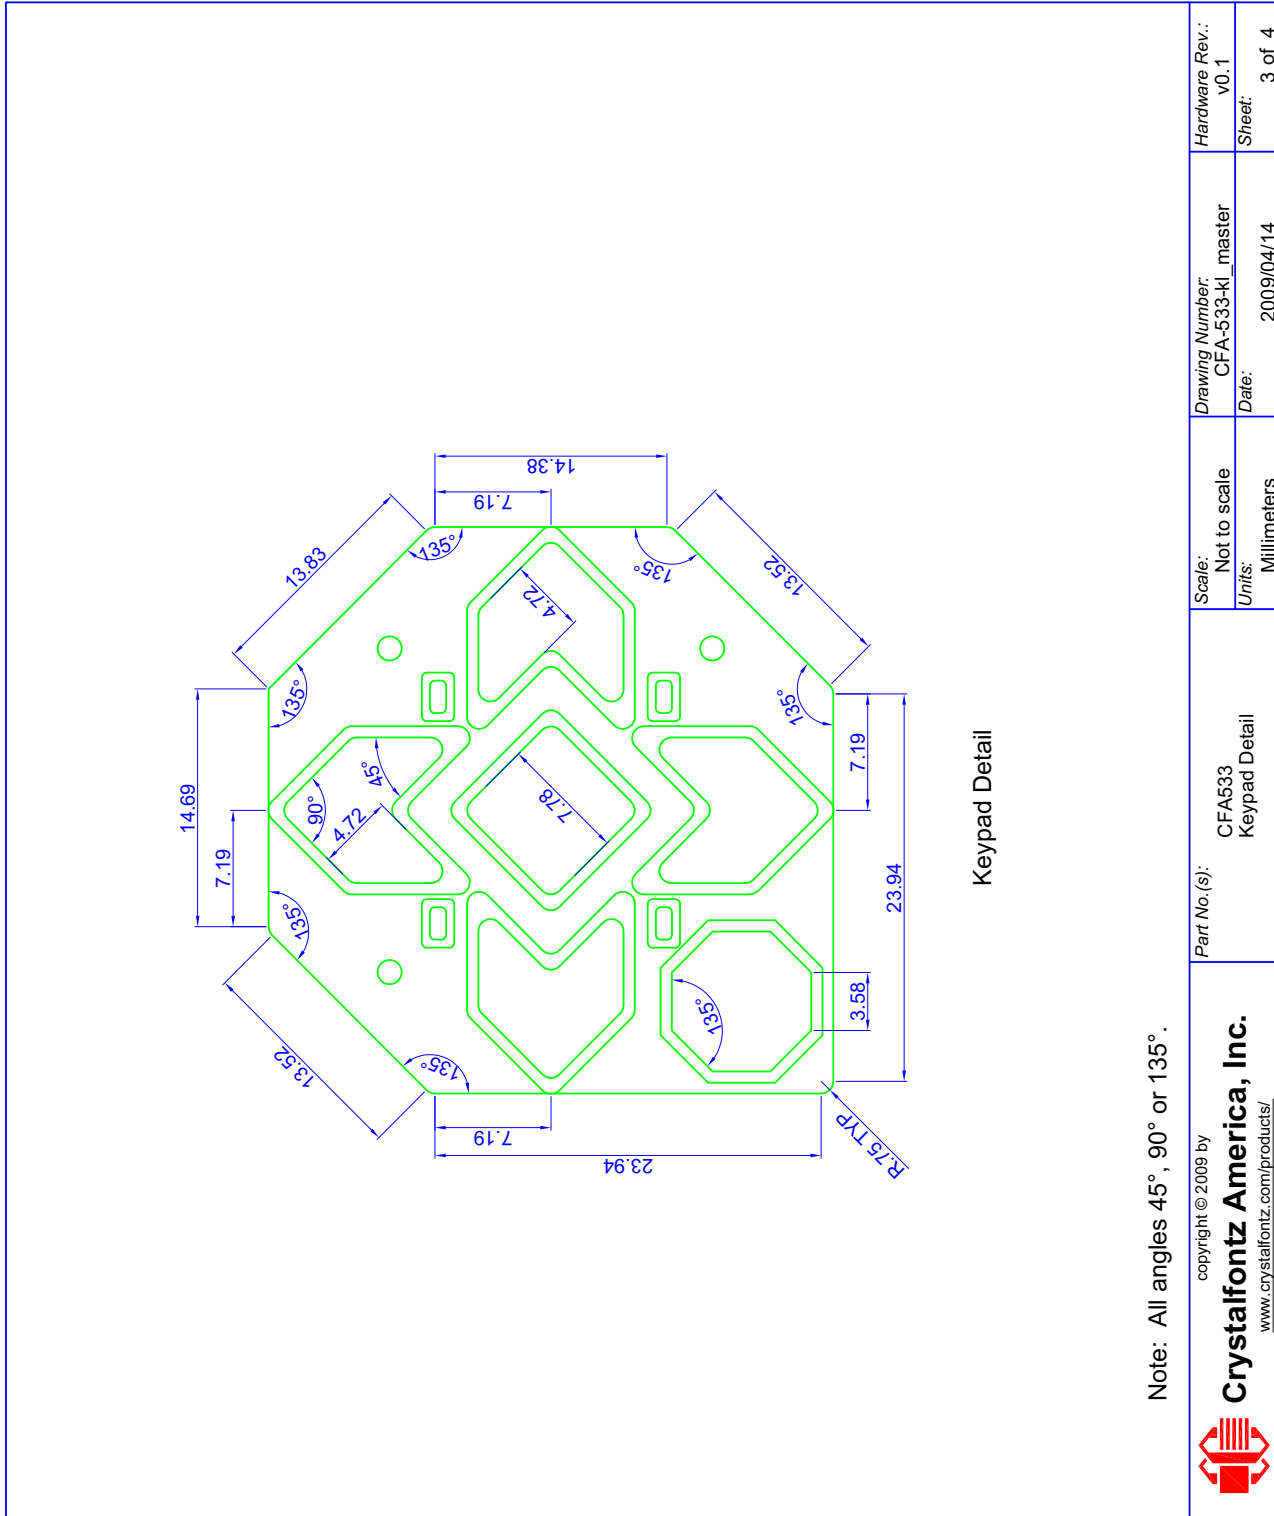 14.69
7.19
13.83
13.52
14.38
7.19
135°
135°
135°
135°
135°
135°
90°
45°
4.72
4.72
7.78
13.52
7.19
23.94
135°
3.58
7.19
23.94
R.75 TYP
Keypad Detail
Note: All angles 45°, 90° or 135°.
copyright © 2009 by
Crystalfontz America, Inc.
www.crystalfontz.com/products/
Part No.(s):
CFA533
Keypad Detail
Scale:
Not to scale
Units:
Millimeters
Drawing Number:
CFA-533-kl_master
Date:
2009/04/14
Hardware Rev.:
v0.1
Sheet:
3 of 4